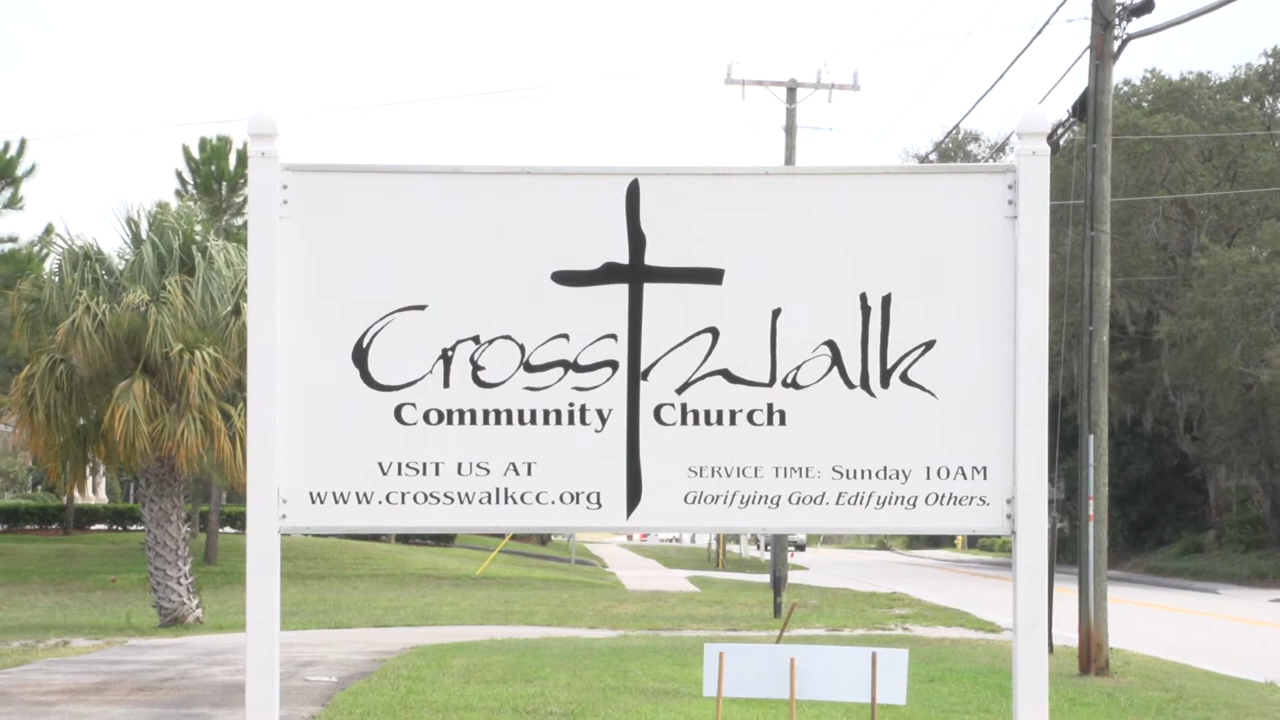 CrossWalk
Community Church
VISIT US AT
www.crosswalkcc.org
SERVICE TIME: Sunday 10AM
Glorifying God. Edifying Others.